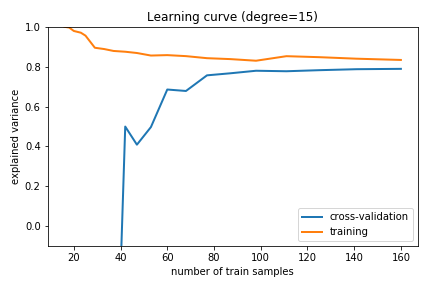 Learning curve (degree=15)
explained variance
1.0
0.8
0.6
0.4
0.2
0.0
20 40 60 80 100 120 140 160
number of train samples
cross-validation
training